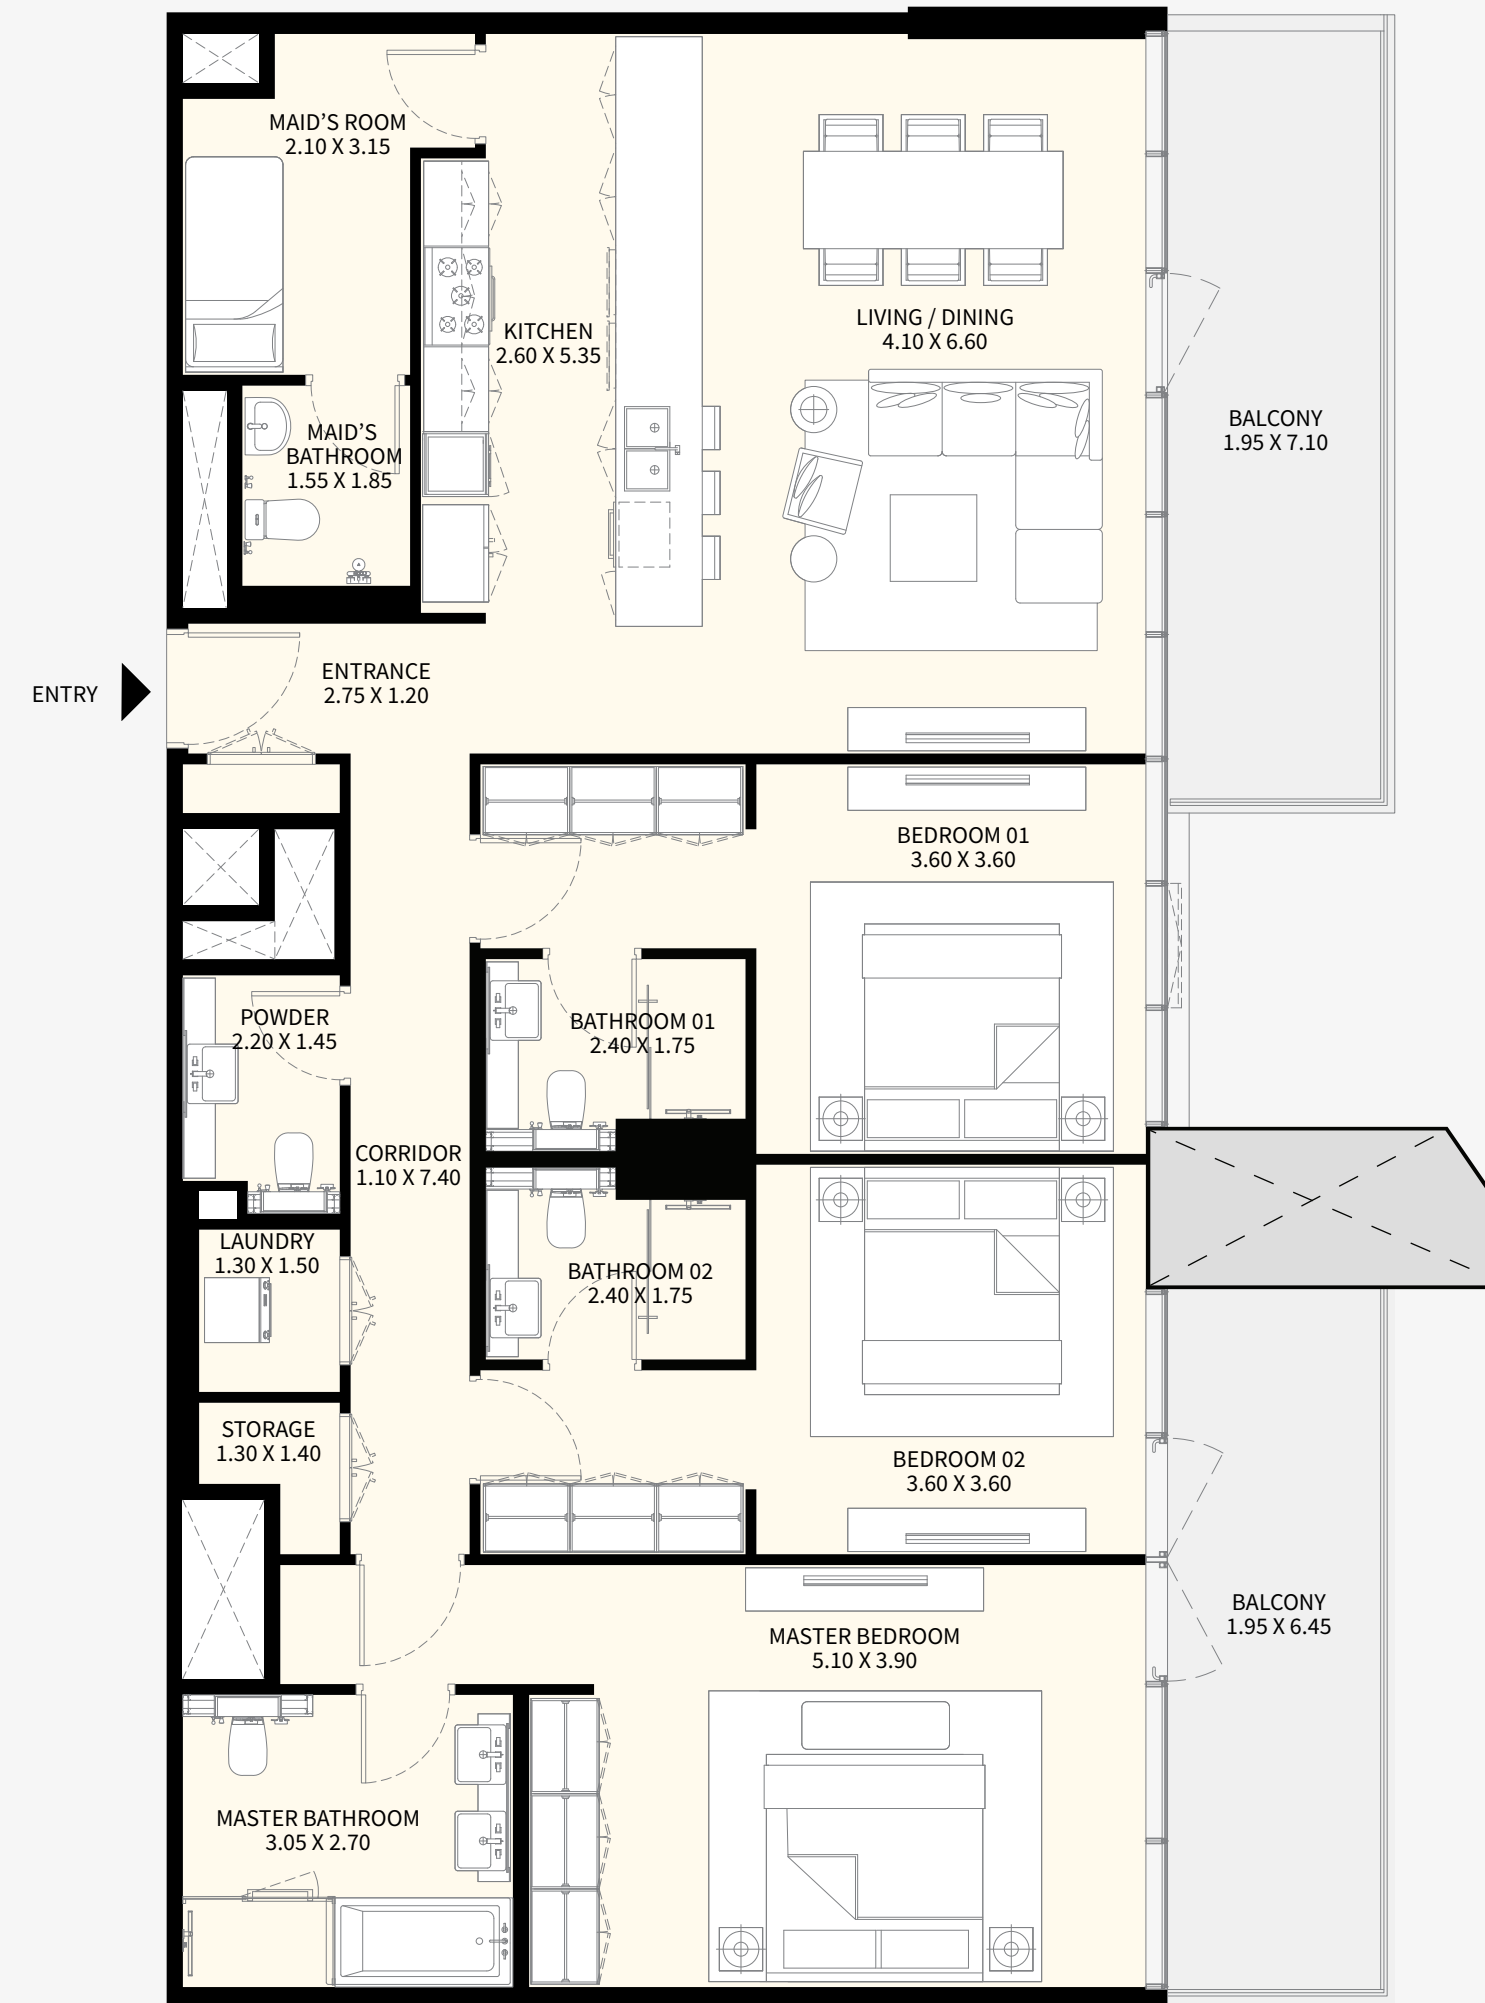 MAID’S ROOM
2.10 X 3.15
KITCHEN
2.60 X 5.35
LIVING / DINING
4.10 X 6.60
BALCONY
1.95 X 7.10
MAID’S
BATHROOM
1.55 X 1.85
ENTRY
ENTRANCE
2.75 X 1.20
BEDROOM 01
3.60 X 3.60
POWDER
2.20 X 1.45
BATHROOM 01
2.40 X 1.75
CORRIDOR
1.10 X 7.40
LAUNDRY
1.30 X 1.50
BATHROOM 02
2.40 X 1.75
STORAGE
1.30 X 1.40
BEDROOM 02
3.60 X 3.60
BALCONY
1.95 X 6.45
MASTER BEDROOM
5.10 X 3.90
MASTER BATHROOM
3.05 X 2.70